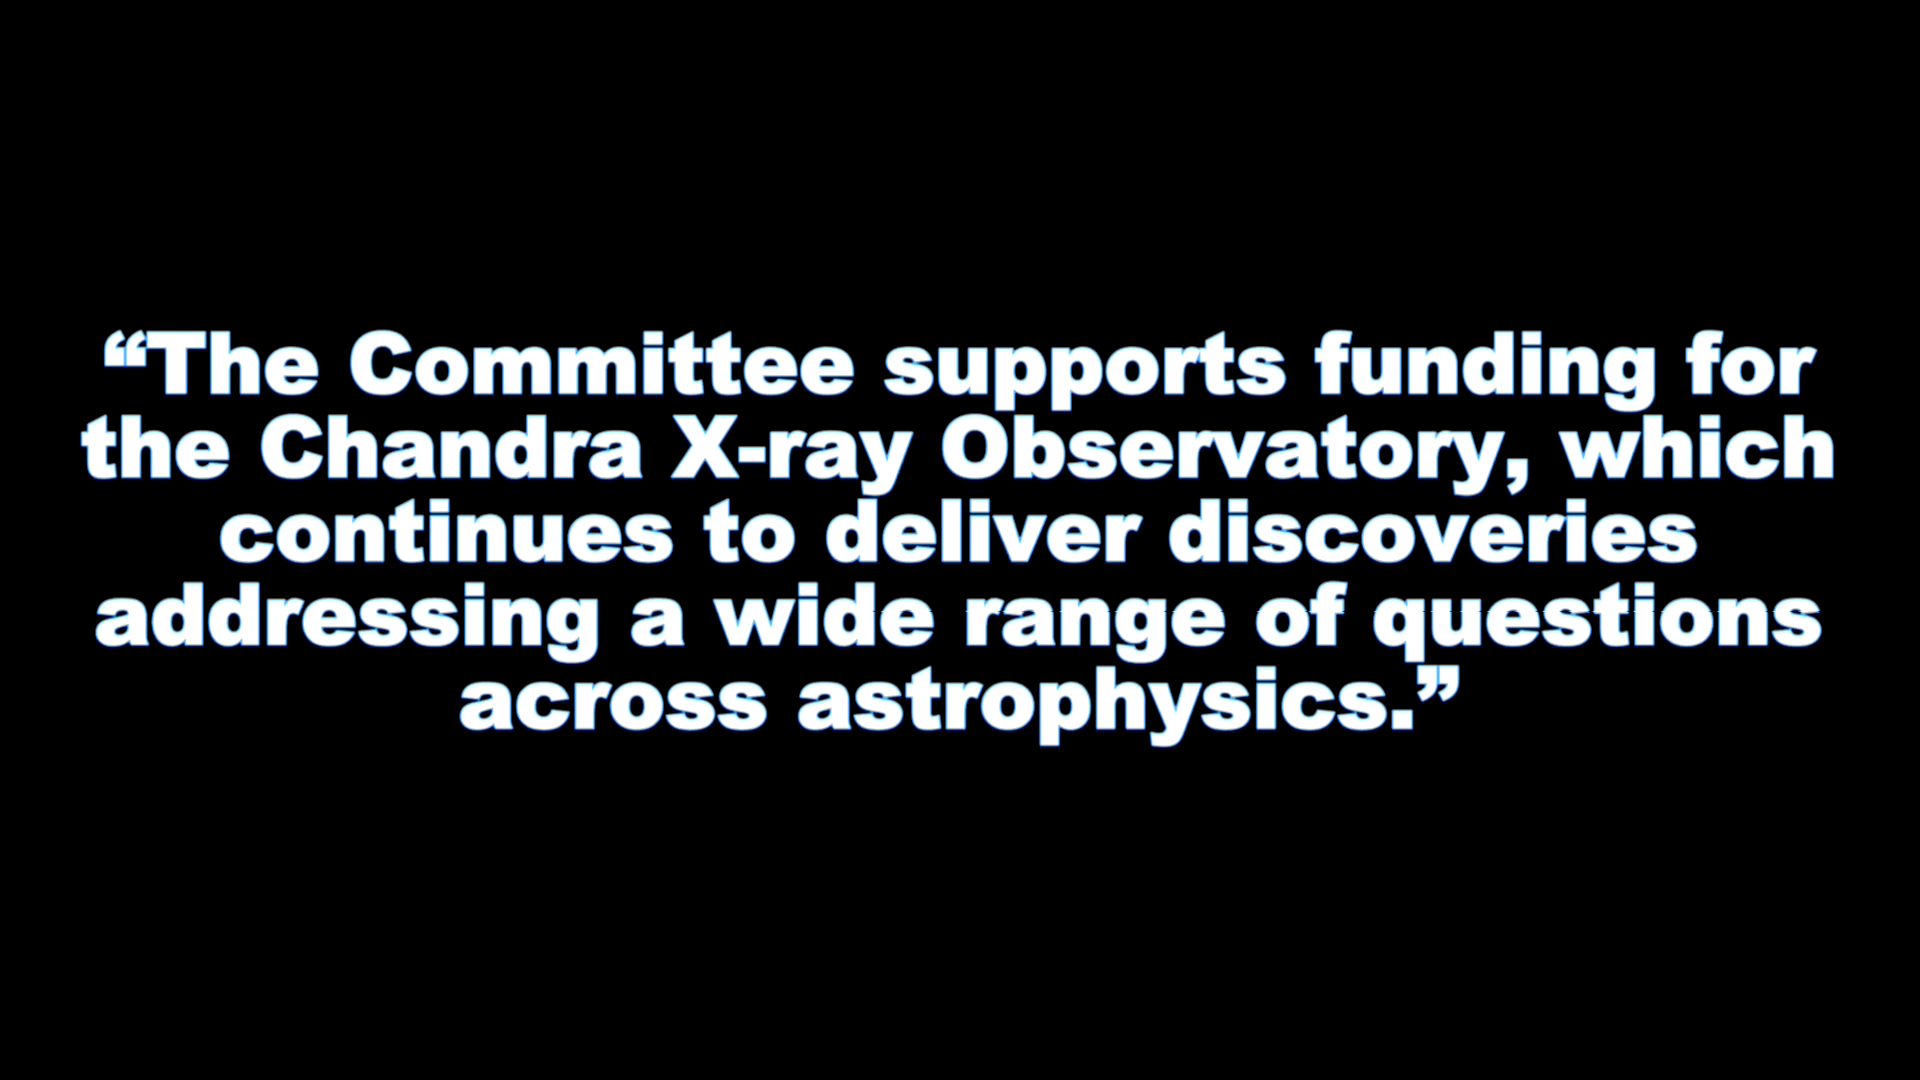 “The Committee supports funding for
the Chandra X-ray Observatory, which
continues to deliver discoveries
addressing a wide range of questions
across astrophysics.”